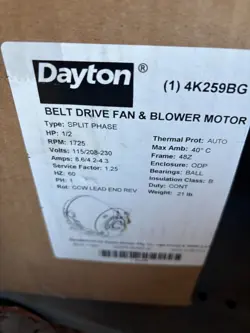 Dayton®
(1) 4K259BG
BELT DRIVE FAN & BLOWER MOTOR
Type: SPLIT PHASE
HP: 1/2
RPM: 1725
Volts: 115/208-230
Amps: 8.6/4.2-4.3
Service Factor: 1.25
HZ: 60
PH: 1
Rot: CCW LEAD END REV
Thermal Prot: AUTO
Max Amb: 40° C
Frame: 48Z
Enclosure: ODP
Bearings: BALL
Insulation Class: B
Duty: CONT
Weight: 21 lb